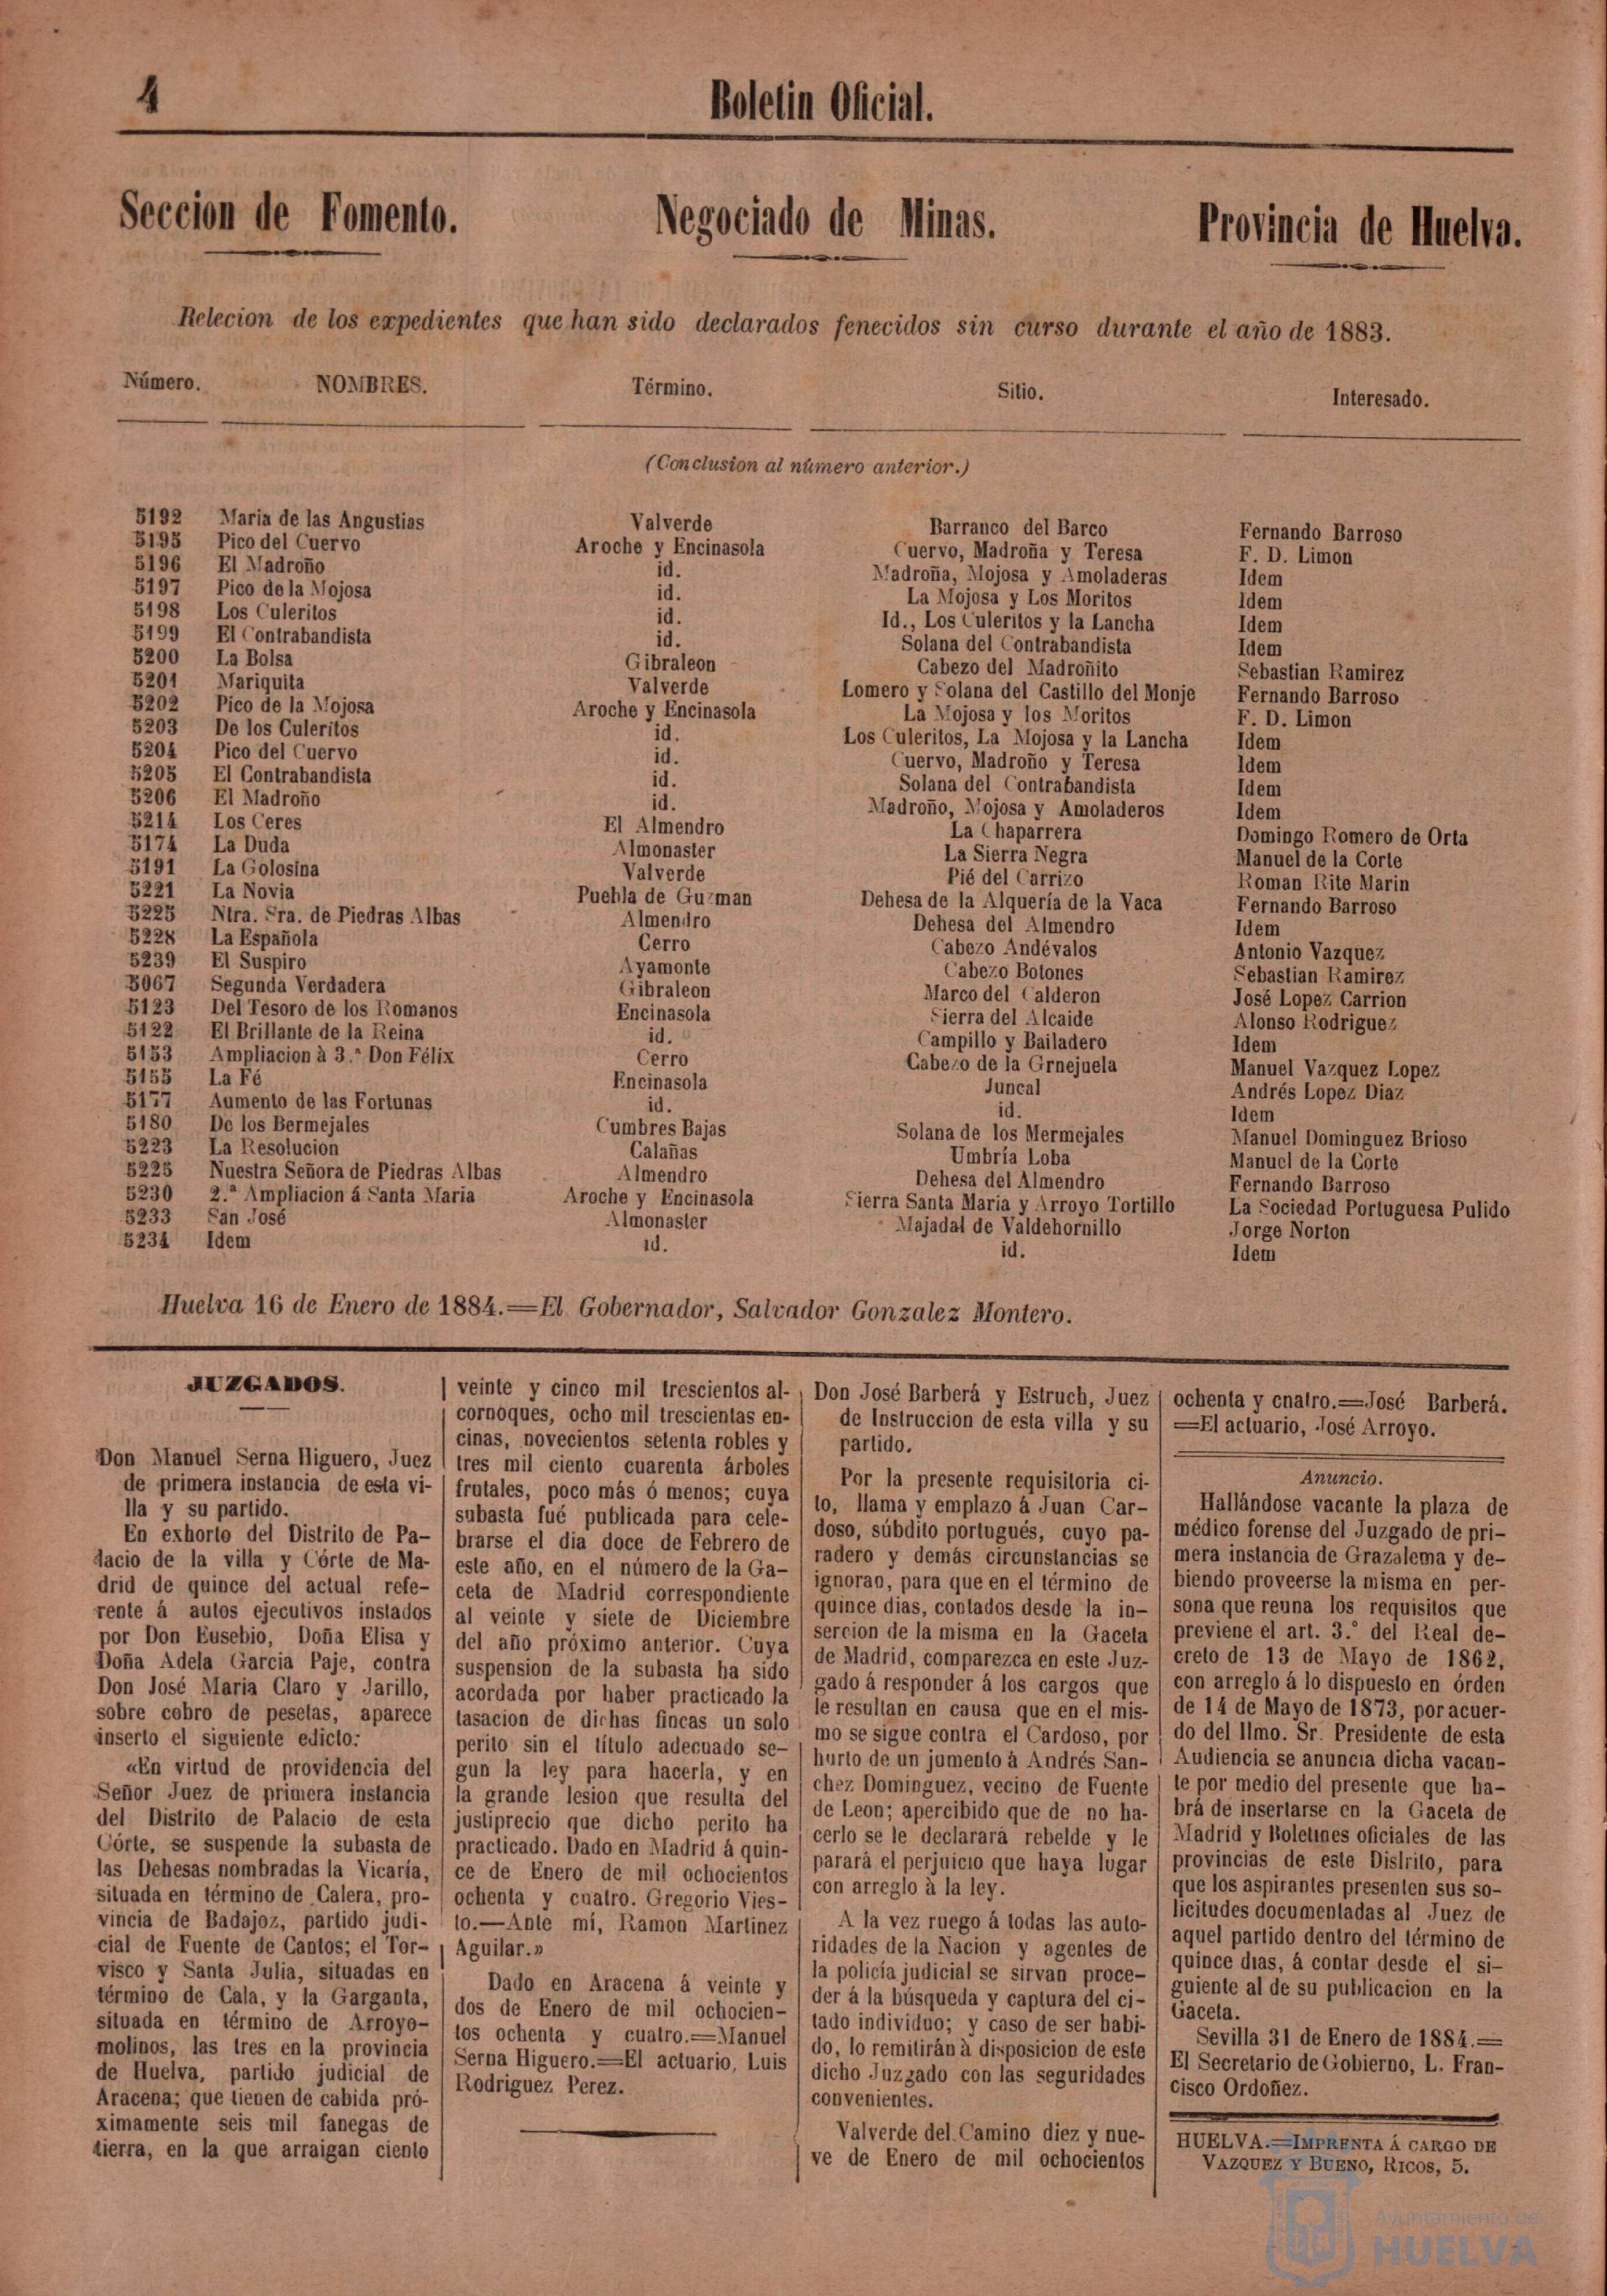 4
Boletin Oficial.
Seccion de Fomento.
Negociado de Minas.
Provincia de Huelva.
Relecion de los expedientes que han sido declarados fenecidos sin curso durante el año de 1883.
Número. NOMBRES. Término. Sitio. Interesado.
(Conclusion al número anterior.)
5192 Maria de las Angustias Valverde Barranco del Barco Fernando Barroso
5195 Pico del Cuervo Aroche y Encinasola Cuervo, Madroña y Teresa F. D. Limon
5196 El Madroño id. Madroña, Mojosa y Amoladeras Idem
5197 Pico de la Mojosa id. La Mojosa y Los Moritos Idem
5198 Los Culeritos id. Id., Los Culeritos y la Lancha Idem
5199 El Contrabandista id. Solana del Contrabandista Idem
5200 La Bolsa Gibraleon Cabezo del Madroñito Sebastian Ramirez
5201 Mariquita Valverde Lomero y Solana del Castillo del Monje Fernando Barroso
5202 Pico de la Mojosa Aroche y Encinasola La Mojosa y los Moritos F. D. Limon
5203 De los Culeritos id. Los Culeritos, La Mojosa y la Lancha Idem
5204 Pico del Cuervo id. Cuervo, Madroño y Teresa Idem
5205 El Contrabandista id. Solana del Contrabandista Idem
5206 El Madroño id. Madroño, Mojosa y Amoladeros Idem
5214 Los Ceres El Almendro La Chaparrera Domingo Romero de Orta
5174 La Duda Almonaster La Sierra Negra Manuel de la Corte
5191 La Golosina Valverde Pié del Carrizo Roman Rite Marin
5221 La Novia Puebla de Guzman Dehesa de la Alquería de la Vaca Fernando Barroso
5225 Ntra. Sra. de Piedras Albas Almendro Dehesa del Almendro Idem
5228 La Española Cerro Cabezo Andévalos Antonio Vazquez
5239 El Suspiro Ayamonte Cabezo Botones Sebastian Ramirez
5067 Segunda Verdadera Gibraleon Marco del Calderon José Lopez Carrion
5123 Del Tesoro de los Romanos Encinasola Sierra del Alcaide Alonso Rodriguez
5122 El Brillante de la Reina id. Campillo y Bailadero Idem
5153 Ampliacion à 3.ª Don Félix Cerro Cabezo de la Grnejuela Manuel Vazquez Lopez
5155 La Fé Encinasola Juncal Andrés Lopez Diaz
5177 Aumento de las Fortunas id. id. Idem
5180 De los Bermejales Cumbres Bajas Solana de los Mermejales Manuel Dominguez Brioso
5223 La Resolucion Calañas Umbría Loba Manuel de la Corte
5225 Nuestra Señora de Piedras Albas Almendro Dehesa del Almendro Fernando Barroso
5230 2.ª Ampliacion á Santa Maria Aroche y Encinasola Sierra Santa Maria y Arroyo Tortillo La Sociedad Portuguesa Pulido
5233 San José Almonaster Majadal de Valdehornillo Jorge Norton
5234 Idem id. id. Idem
Huelva 16 de Enero de 1884.=El Gobernador, Salvador Gonzalez Montero.
JUZGADOS.
Don Manuel Serna Higuero, Juez
de primera instancia de esta vi-
lla y su partido.
En exhorto del Distrito de Pa-
lacio de la villa y Córte de Ma-
drid de quince del actual refe-
rente á autos ejecutivos instados
por Don Eusebio, Doña Elisa y
Doña Adela Garcia Paje, contra
Don José Maria Claro y Jarillo,
sobre cobro de pesetas, aparece
inserto el siguiente edicto:
«En virtud de providencia del
Señor Juez de primera instancia
del Distrito de Palacio de esta
Córte, se suspende la subasta de
las Dehesas nombradas la Vicaría,
situada en término de Calera, pro-
vincia de Badajoz, partido judi-
cial de Fuente de Cantos; el Tor-
visco y Santa Julia, situadas en
término de Cala, y la Garganta,
situada en término de Arroyo-
molinos, las tres en la provincia
de Huelva, partido judicial de
Aracena; que tienen de cabida pró-
ximamente seis mil fanegas de
tierra, en la que arraigan ciento
veinte y cinco mil trescientos al-
cornoques, ocho mil trescientas en-
cinas, novecientos setenta robles y
tres mil ciento cuarenta árboles
frutales, poco más ó menos; cuya
subasta fué publicada para cele-
brarse el dia doce de Febrero de
este año, en el número de la Ga-
ceta de Madrid correspondiente
al veinte y siete de Diciembre
del año próximo anterior. Cuya
suspension de la subasta ha sido
acordada por haber practicado la
tasacion de dichas fincas un solo
perito sin el título adecuado se-
gun la ley para hacerla, y en
la grande lesion que resulta del
justiprecio que dicho perito ha
practicado. Dado en Madrid á quin-
ce de Enero de mil ochocientos
ochenta y cuatro. Gregorio Vies-
to.—Ante mí, Ramon Martinez
Aguilar.»
Dado en Aracena á veinte y
dos de Enero de mil ochocien-
tos ochenta y cuatro.=Manuel
Serna Higuero.=El actuario, Luis
Rodriguez Perez.
Don José Barberá y Estruch, Juez
de Instruccion de esta villa y su
partido.
Por la presente requisitoria ci-
to, llama y emplazo á Juan Car-
doso, súbdito portugués, cuyo pa-
radero y demás circunstancias se
ignoran, para que en el término de
quince dias, contados desde la in-
sercion de la misma en la Gaceta
de Madrid, comparezca en este Juz-
gado á responder á los cargos que
le resultan en causa que en el mis-
mo se sigue contra el Cardoso, por
hurto de un jumento à Andrés San-
chez Dominguez, vecino de Fuente
de Leon; apercibido que de no ha-
cerlo se le declarará rebelde y le
parará el perjuicio que haya lugar
con arreglo à la ley.
A la vez ruego á todas las auto-
ridades de la Nacion y agentes de
la policía judicial se sirvan proce-
der á la búsqueda y captura del ci-
tado individuo; y caso de ser habi-
do, lo remitirán à disposicion de este
dicho Juzgado con las seguridades
convenientes.
Valverde del Camino diez y nue-
ve de Enero de mil ochocientos
ochenta y cnatro.=José Barberá.
=El actuario, José Arroyo.
Anuncio.
Hallándose vacante la plaza de
médico forense del Juzgado de pri-
mera instancia de Grazalema y de-
biendo proveerse la misma en per-
sona que reuna los requisitos que
previene el art. 3.º del Real de-
creto de 13 de Mayo de 1862,
con arreglo á lo dispuesto en órden
de 14 de Mayo de 1873, por acuer-
do del Ilmo. Sr. Presidente de esta
Audiencia se anuncia dicha vacan-
te por medio del presente que ha-
brá de insertarse en la Gaceta de
Madrid y Boletines oficiales de las
provincias de este Distrito, para
que los aspirantes presenten sus so-
licitudes documentadas al Juez de
aquel partido dentro del término de
quince dias, á contar desde el si-
guiente al de su publicacion en la
Gaceta.
Sevilla 31 de Enero de 1884.=
El Secretario de Gobierno, L. Fran-
cisco Ordoñez.
HUELVA.=IMPRENTA Á CARGO DE
VAZQUEZ Y BUENO, RICOS, 5.
Ayuntamiento de
HUELVA